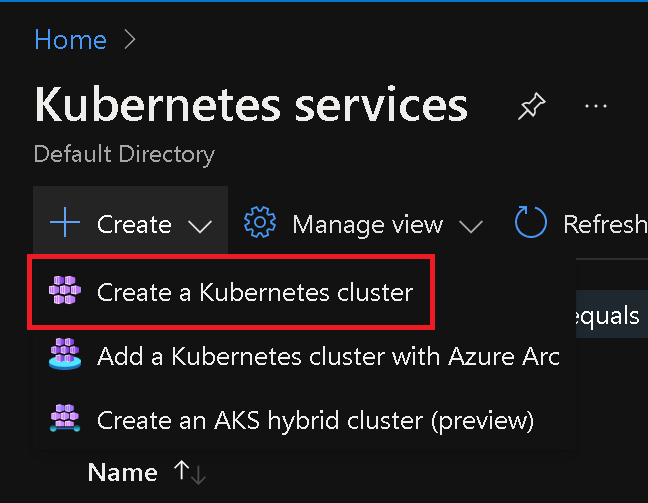 Home
Kubernetes services
Default Directory
Create
Manage view
Refresh
Create a Kubernetes cluster
equals
Add a Kubernetes cluster with Azure Arc
Create an AKS hybrid cluster (preview)
Name